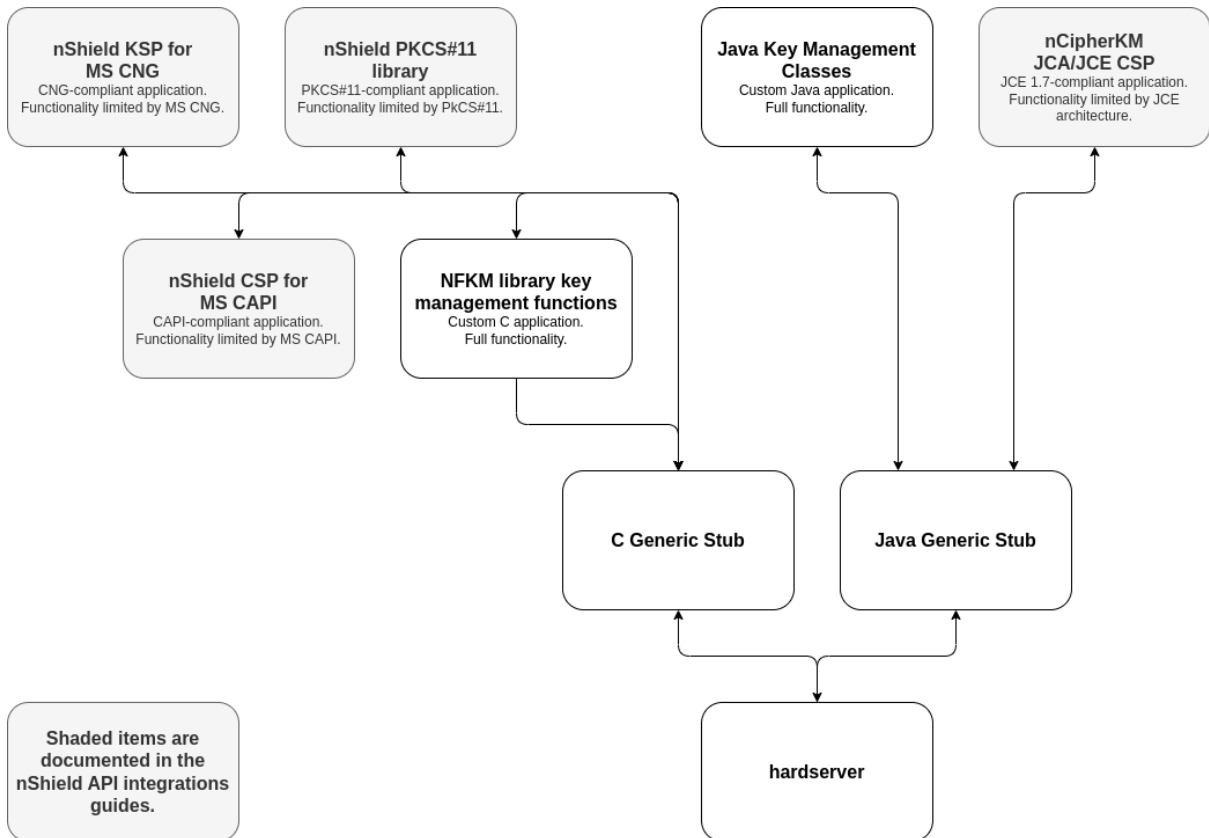 nShield KSP for
MS CNG
CNG-compliant application.
Functionality limited by MS CNG.
nShield PKCS#11
library
PKCS#11-compliant application.
Functionality limited by PkCS#11.
Java Key Management
Classes
Custom Java application.
Full functionality.
nCipherKM
JCA/JCE CSP
JCE 1.7-compliant application.
Functionality limited by JCE
architecture.
nShield CSP for
MS CAPI
CAPI-compliant application.
Functionality limited by MS CAPI.
NFKM library key
management functions
Custom C application.
Full functionality.
C Generic Stub
Java Generic Stub
Shaded items are
documented in the
nShield API integrations
guides.
hardserver